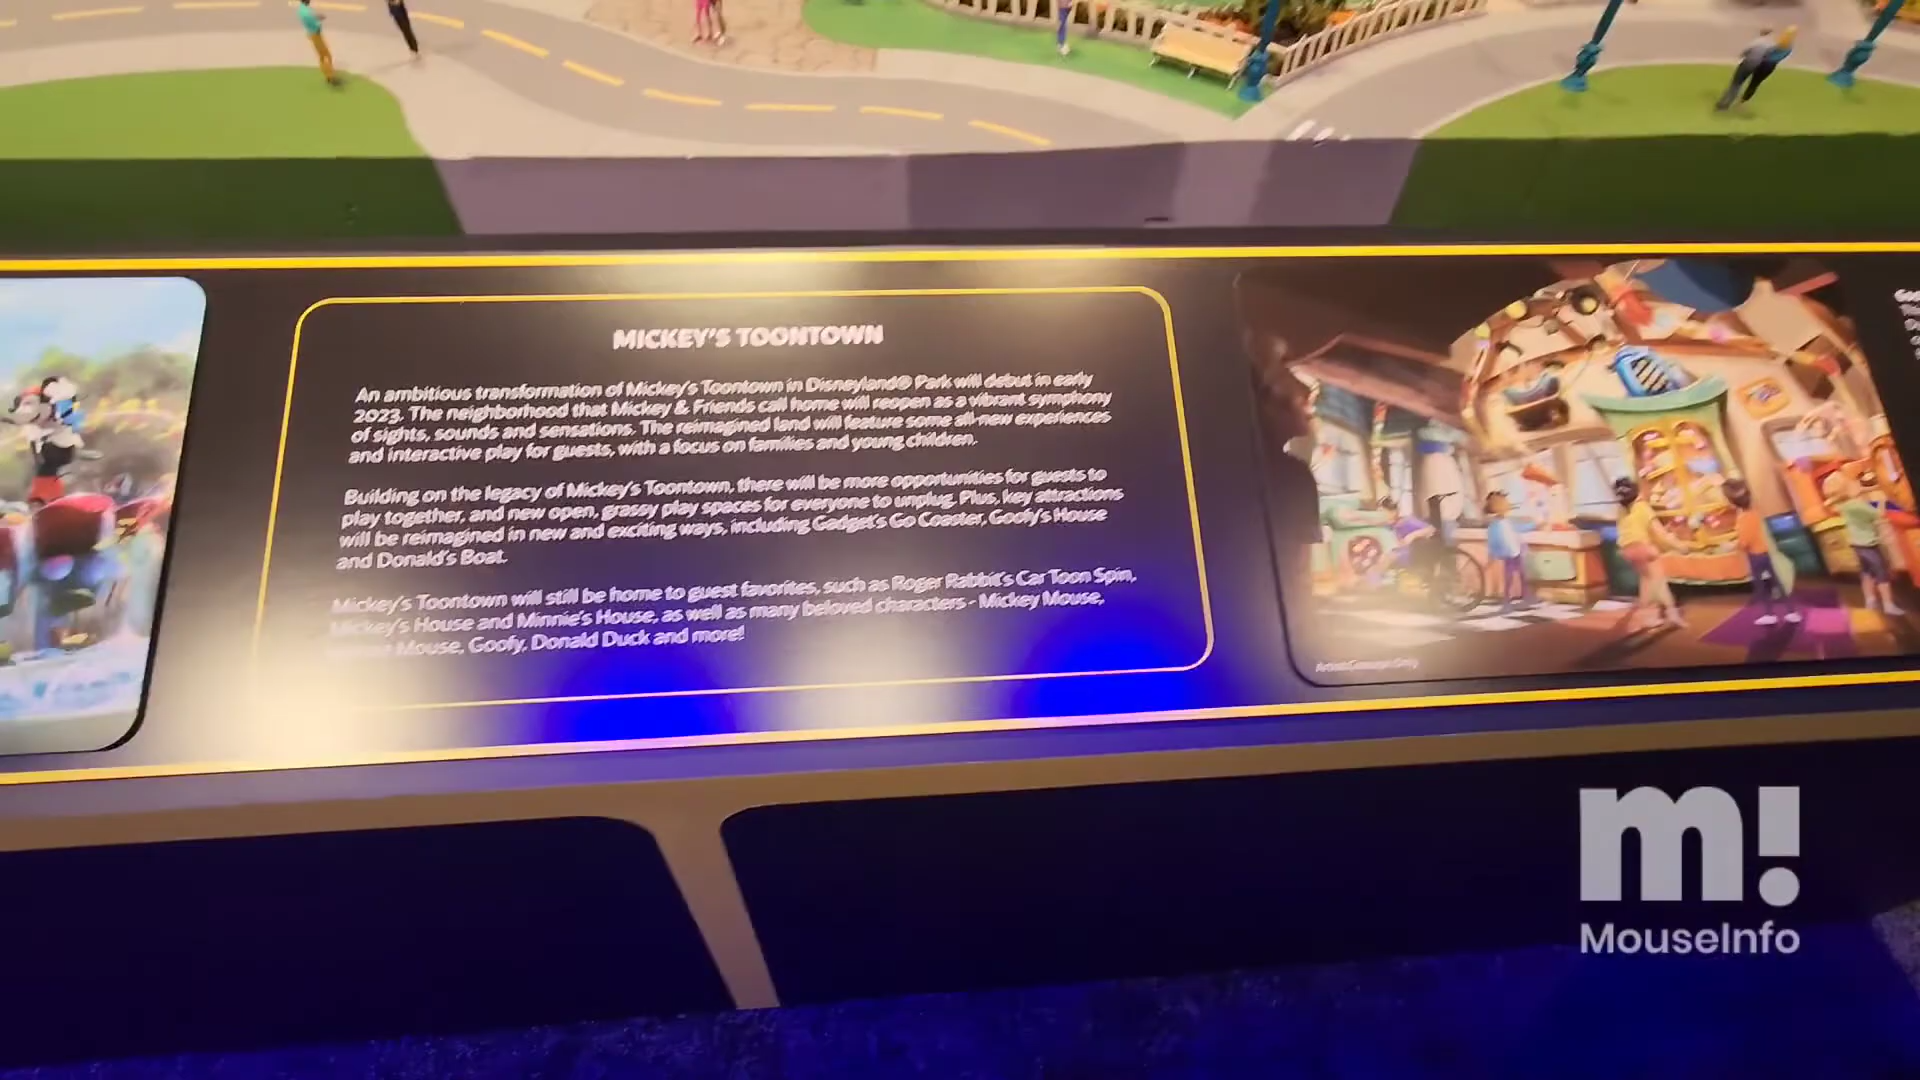 MICKEY'S TOONTOWN
An ambitious transformation of Mickey's Toontown in Disneyland® Park will debut in early
2023. The neighborhood that Mickey & Friends call home will reopen as a vibrant symphony
of sights, sounds and sensations. The reimagined land will feature some all-new experiences
and interactive play for guests, with a focus on families and young children.
Building on the legacy of Mickey's Toontown, there will be more opportunities for guests to
play together, and new open, grassy play spaces for everyone to unplug. Plus, key attractions
will be reimagined in new and exciting ways, including Gadget's Go Coaster, Goofy's House
and Donald's Boat.
Mickey's Toontown will still be home to guest favorites, such as Roger Rabbit's Car Toon Spin,
Mickey's House and Minnie's House, as well as many beloved characters - Mickey Mouse,
Mouse, Goofy, Donald Duck and more!
Artist Concept Only
m!
MouseInfo